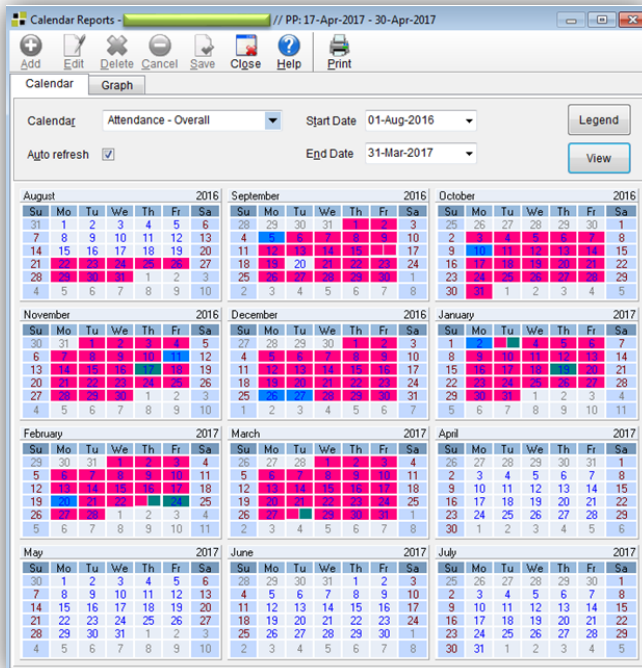 Calendar Reports - // PP: 17-Apr-2017 - 30-Apr-2017
Add Edit Delete Cancel Save Close Help Print
Calendar Graph
Calendar Attendance - Overall Start Date 01-Aug-2016 Legend
Auto refresh End Date 31-Mar-2017 View
August 2016
Su Mo Tu We Th Fr Sa
31 1 2 3 4 5 6
7 8 9 10 11 12 13
14 15 16 17 18 19 20
21 22 23 24 25 26 27
28 29 30 31 1 2 3
4 5 6 7 8 9 10
September 2016
Su Mo Tu We Th Fr Sa
28 29 30 31 1 2 3
4 5 6 7 8 9 10
11 12 13 14 15 17
18 19 20 21 22 23 24
25 26 27 28 29 30 1
2 3 4 5 6 7 8
October 2016
Su Mo Tu We Th Fr Sa
25 26 27 28 29 30 1
2 3 4 5 6 7 8
9 10 11 12 13 14 15
16 17 18 19 20 21 22
23 24 25 26 27 28 29
30 31 1 2 3 4 5
November 2016
Su Mo Tu We Th Fr Sa
30 31 1 2 3 4 5
6 7 8 9 10 11 12
13 14 15 16 17 18 19
20 21 22 23 24 25 26
27 28 29 30 1 2 3
4 5 6 7 8 9 10
December 2016
Su Mo Tu We Th Fr Sa
27 28 29 30 1 2 3
4 5 6 7 8 9 10
11 12 13 14 15 16 17
18 19 20 21 22 23 24
25 26 27 28 29 30 31
1 2 3 4 5 6 7
January 2017
Su Mo Tu We Th Fr Sa
1 2 4 5 6 7
8 9 10 11 12 13 14
15 16 17 18 19 20 21
22 23 24 25 26 27 28
29 30 31 1 2 3 4
5 6 7 8 9 10 11
February 2017
Su Mo Tu We Th Fr Sa
29 30 31 1 2 3 4
5 6 7 8 9 10 11
12 13 14 15 16 17 18
19 20 21 22 24 25
26 27 28 1 2 3 4
5 6 7 8 9 10 11
March 2017
Su Mo Tu We Th Fr Sa
26 27 28 1 2 3 4
5 6 7 8 9 10 11
12 13 14 15 16 17 18
19 20 21 22 23 24 25
26 27 29 30 31 1
2 3 4 5 6 7 8
April 2017
Su Mo Tu We Th Fr Sa
26 27 28 29 30 31 1
2 3 4 5 6 7 8
9 10 11 12 13 14 15
16 17 18 19 20 21 22
23 24 25 26 27 28 29
30 1 2 3 4 5 6
May 2017
Su Mo Tu We Th Fr Sa
30 1 2 3 4 5 6
7 8 9 10 11 12 13
14 15 16 17 18 19 20
21 22 23 24 25 26 27
28 29 30 31 1 2 3
4 5 6 7 8 9 10
June 2017
Su Mo Tu We Th Fr Sa
28 29 30 31 1 2 3
4 5 6 7 8 9 10
11 12 13 14 15 16 17
18 19 20 21 22 23 24
25 26 27 28 29 30 1
2 3 4 5 6 7 8
July 2017
Su Mo Tu We Th Fr Sa
25 26 27 28 29 30 1
2 3 4 5 6 7 8
9 10 11 12 13 14 15
16 17 18 19 20 21 22
23 24 25 26 27 28 29
30 31 1 2 3 4 5